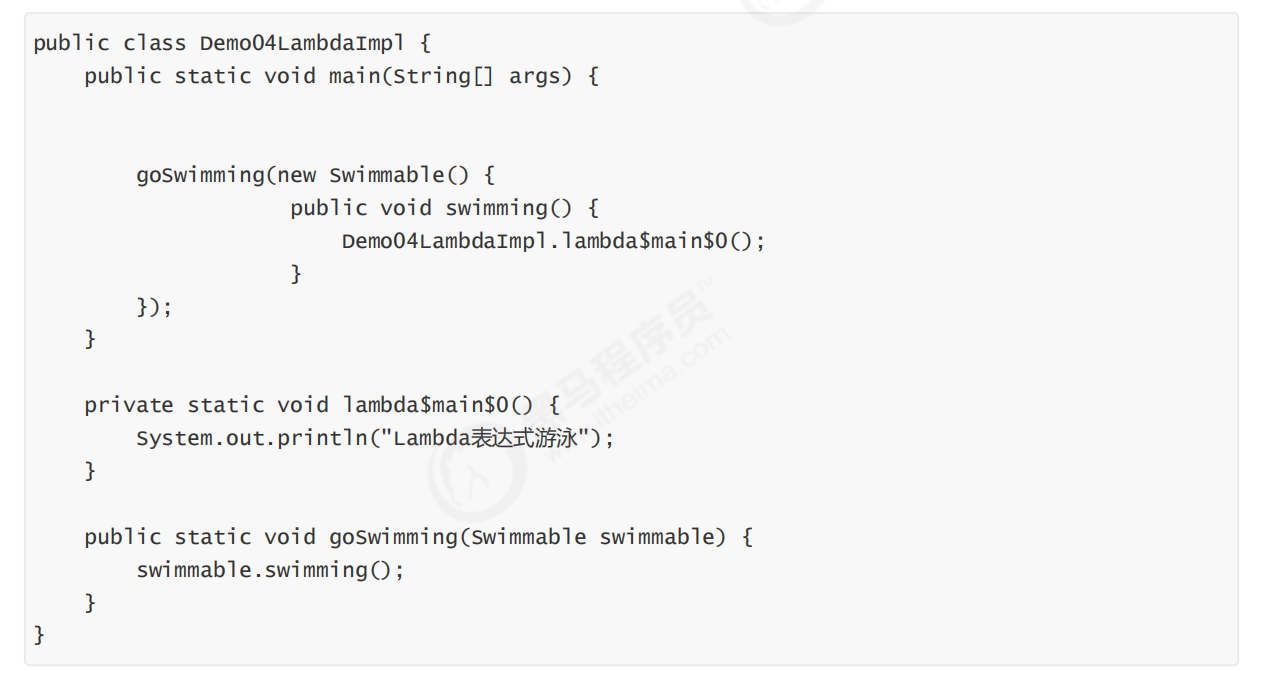 public class Demo04LambdaImpl {
public static void main(String[] args) {
goSwimming(new Swimmable() {
public void swimming() {
Demo04LambdaImpl.lambda$main$0();
}
});
}
private static void lambda$main$0() {
System.out.println("Lambda表达式游泳");
}
public static void goSwimming(Swimmable swimmable) {
swimmable.swimming();
}
}
黑马程序员
www.itheima.com